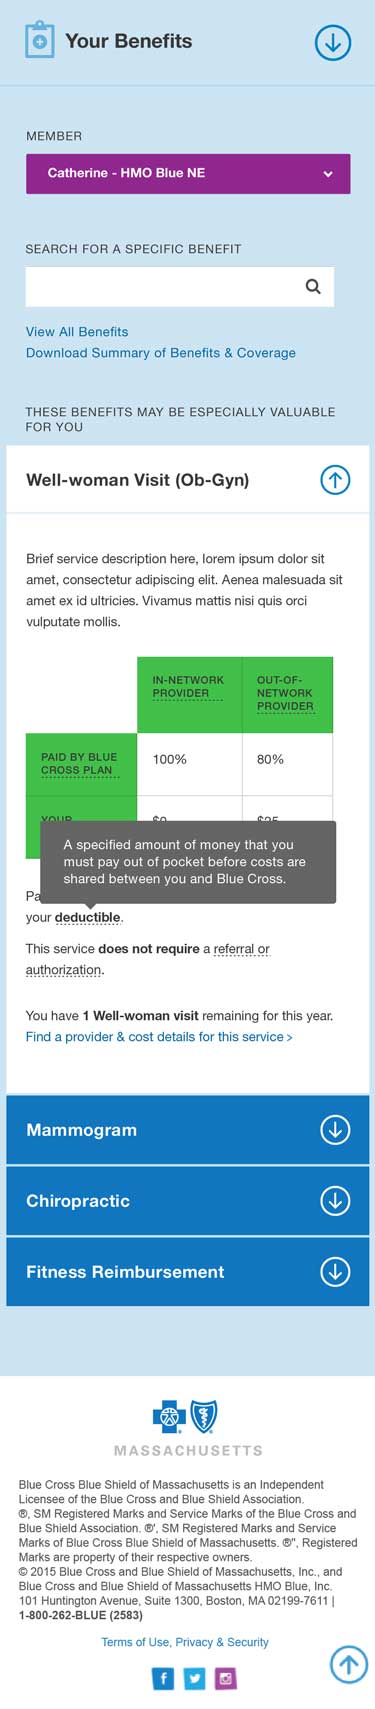 Your Benefits
MEMBER
Catherine - HMO Blue NE
SEARCH FOR A SPECIFIC BENEFIT
View All Benefits
Download Summary of Benefits & Coverage
THESE BENEFITS MAY BE ESPECIALLY VALUABLE
FOR YOU
Well-woman Visit (Ob-Gyn)
Brief service description here, lorem ipsum dolor sit
amet, consectetur adipiscing elit. Aenea malesuada sit
amet ex id ultricies. Vivamus mattis nisi quis orci
vulputate mollis.
IN-NETWORK
PROVIDER
OUT-OF-
NETWORK
PROVIDER
PAID BY BLUE
CROSS PLAN
100%
80%
YOUR
$0
$25
A specified amount of money that you
must pay out of pocket before costs are
shared between you and Blue Cross.
Pa
your deductible.
This service does not require a referral or
authorization.
You have 1 Well-woman visit remaining for this year.
Find a provider & cost details for this service >
Mammogram
Chiropractic
Fitness Reimbursement
MASSACHUSETTS
Blue Cross Blue Shield of Massachusetts is an Independent
Licensee of the Blue Cross and Blue Shield Association.
®, SM Registered Marks and Service Marks of the Blue Cross and
Blue Shield Association. ®', SM Registered Marks and Service
Marks of Blue Cross Blue Shield of Massachusetts. ®", Registered
Marks are property of their respective owners.
© 2015 Blue Cross and Blue Shield of Massachusetts, Inc., and
Blue Cross and Blue Shield of Massachusetts HMO Blue, Inc.
101 Huntington Avenue, Suite 1300, Boston, MA 02199-7611 |
1-800-262-BLUE (2583)
Terms of Use, Privacy & Security